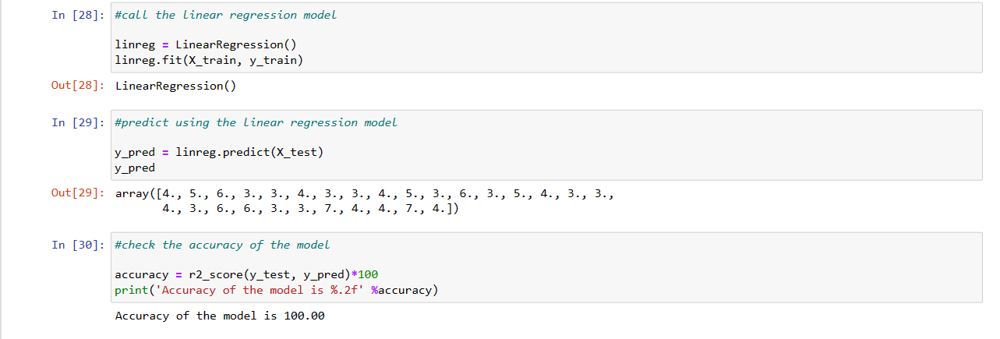 In [28]: #call the linear regression model
linreg = LinearRegression()
linreg.fit(X_train, y_train)
Out[28]: LinearRegression()
In [29]: #predict using the linear regression model
y_pred = linreg.predict(X_test)
y_pred
Out[29]: array([4., 5., 6., 3., 3., 4., 3., 3., 4., 5., 3., 6., 3., 5., 4., 3., 3.,
4., 3., 6., 6., 3., 3., 7., 4., 4., 7., 4.])
In [30]: #check the accuracy of the model
accuracy = r2_score(y_test, y_pred)*100
print('Accuracy of the model is %.2f' %accuracy)
Accuracy of the model is 100.00